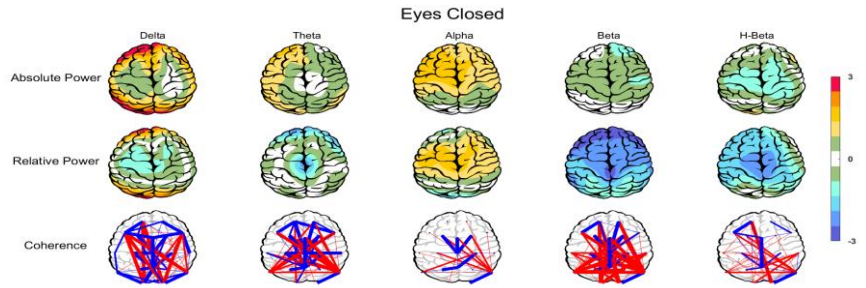 Eyes Closed
Delta
Theta
Alpha
Beta
H-Beta
Absolute Power
Relative Power
Coherence
3
0
-3